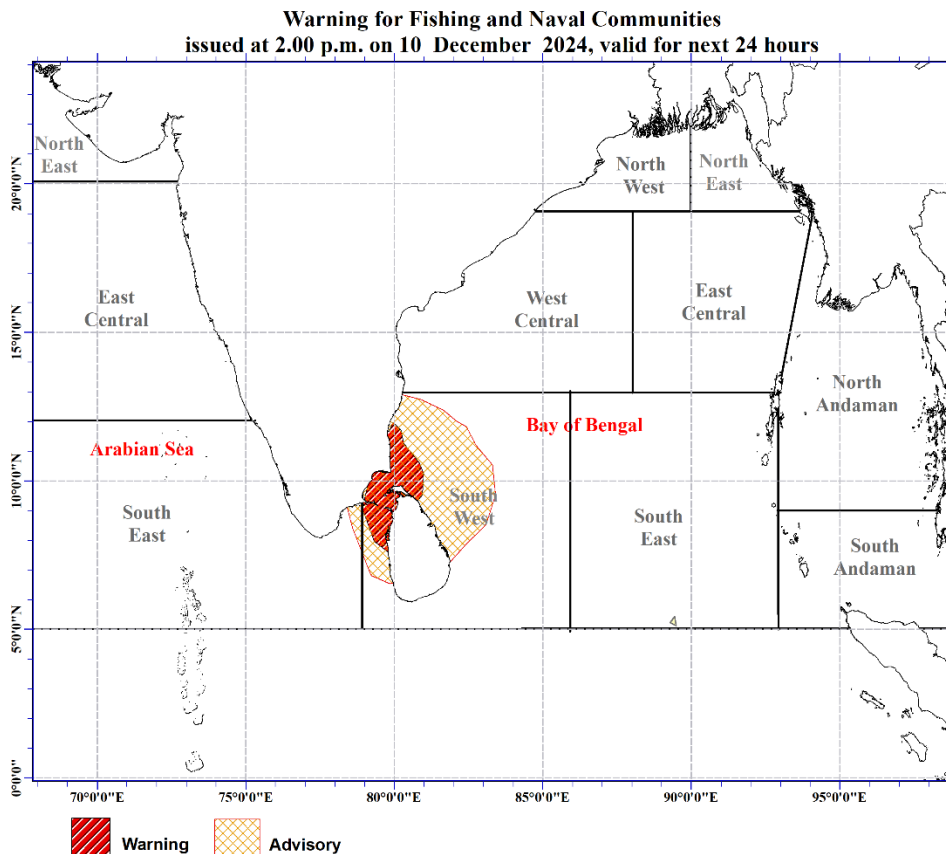 Warning for Fishing and Naval Communities
issued at 2.00 p.m. on 10 December 2024, valid for next 24 hours
North
East
North
West
North
East
20°0'0"N
East
Central
West
Central
East
Central
15°0'0"N
North
Andaman
Arabian Sea
Bay of Bengal
10°0'0"N
South
East
South
West
South
East
South
Andaman
5°0'0"N
0°0'0"
70°0'0"E
75°0'0"E
80°0'0"E
85°0'0"E
90°0'0"E
95°0'0"E
Warning
Advisory